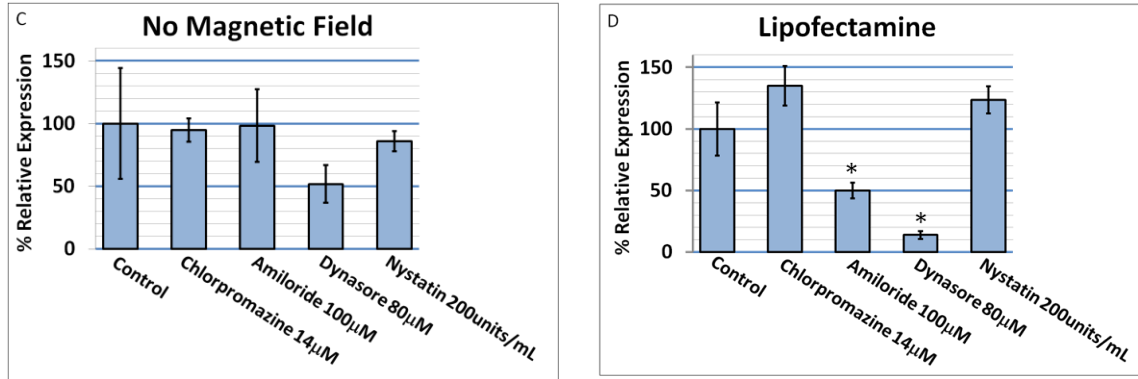 C
No Magnetic Field
% Relative Expression
150
100
50
0
Control
Chlorpromazine 14µM
Amiloride 100µM
Dynasore 80µM
Nystatin 200units/mL
D
Lipofectamine
% Relative Expression
150
100
50
0
*
*
Control
Chlorpromazine 14µM
Amiloride 100µM
Dynasore 80µM
Nystatin 200units/mL